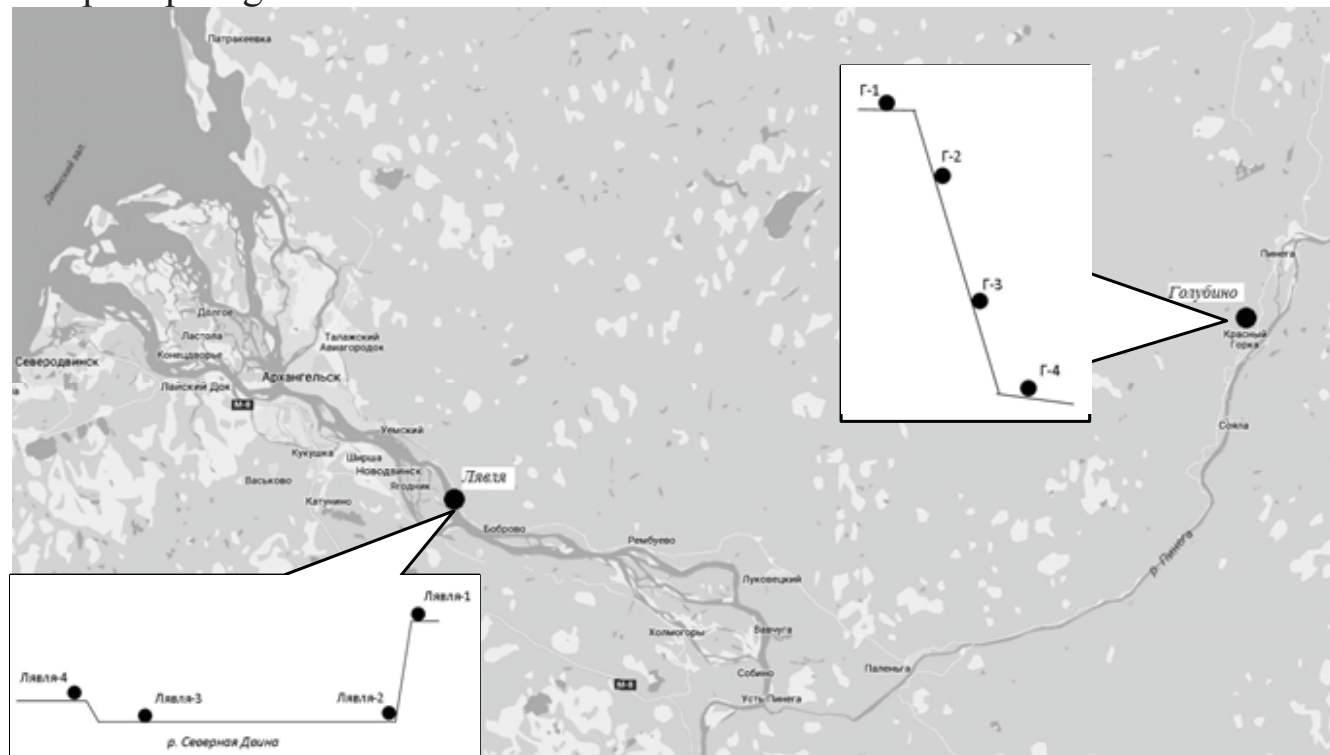 Патракеевка
Двинский зал.
Г-1
Г-2
Г-3
Г-4
Пинега
Голубино
Красный
Горка
Сояла
Долгое
Ластола
Конецдворье
Талажский
Авиагородок
Северодвинск
Архангельск
Лайский Док
М-8
Уемский
Кукушка
Ширша
Новодвинск
Ягодник
Васьково
Катунино
Лявля
Боброво
Рембуево
Луковецкий
р. Пинега
Холмогоры
Вавчуга
Собино
Паленьга
М-8
Усть Пинега
Лявля-1
Лявля-4
Лявля-3
Лявля-2
р. Северная Двина